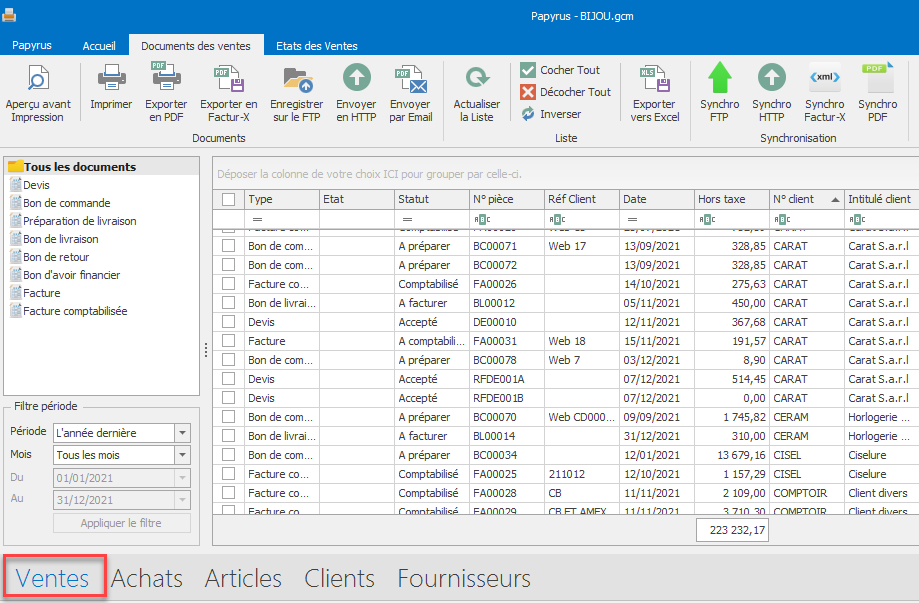 Papyrus - BIJOU.gcm
Papyrus Accueil Documents des ventes Etats des Ventes
Aperçu avant Impression
Imprimer
Exporter en PDF
Exporter en Factur-X
Enregistrer sur le FTP
Envoyer en HTTP
Envoyer par Email
Documents
Actualiser la Liste
Cocher Tout
Décocher Tout
Inverser
Exporter vers Excel
Liste
Synchro FTP
Synchro HTTP
Synchro Factur-X
Synchro PDF
Synchronisation
Tous les documents
Devis
Bon de commande
Préparation de livraison
Bon de livraison
Bon de retour
Bon d'avoir financier
Facture
Facture comptabilisée
Filtre période
Période L'année dernière
Mois Tous les mois
Du 01/01/2021
Au 31/12/2021
Appliquer le filtre
Déposer la colonne de votre choix ICI pour grouper par celle-ci.
Type Etat Statut N° pièce Réf Client Date Hors taxe N° client Intitulé client
Bon de com... A préparer BC00071 Web 17 13/09/2021 328,85 CARAT Carat S.a.r.l
Bon de com... A préparer BC00072 13/09/2021 328,85 CARAT Carat S.a.r.l
Facture co... Comptabilisé FA00026 14/10/2021 275,63 CARAT Carat S.a.r.l
Bon de livrai... A facturer BL00012 05/11/2021 450,00 CARAT Carat S.a.r.l
Devis Accepté DE00010 12/11/2021 367,68 CARAT Carat S.a.r.l
Facture A comptabili... FA00031 Web 18 15/11/2021 191,57 CARAT Carat S.a.r.l
Bon de com... A préparer BC00078 Web 7 03/12/2021 8,90 CARAT Carat S.a.r.l
Devis Accepté RFDE001A 07/12/2021 514,45 CARAT Carat S.a.r.l
Devis Accepté RFDE001B 07/12/2021 0,00 CARAT Carat S.a.r.l
Bon de com... A préparer BC00070 Web CD000... 09/09/2021 1 745,82 CERAM Horlogerie ...
Bon de livrai... A facturer BL00014 31/12/2021 310,00 CERAM Horlogerie ...
Bon de com... A préparer BC00034 12/01/2021 13 679,16 CISEL Ciselure
Facture co... Comptabilisé FA00025 211012 12/10/2021 1 157,29 CISEL Ciselure
Facture co... Comptabilisé FA00028 CB 11/11/2021 2 109,00 COMPTOIR Client divers
Facture co... Comptabilisé FA00029 CB ET AMEX 11/11/2021 3 710,30 COMPTOIR Client divers
223 232,17
Ventes Achats Articles Clients Fournisseurs